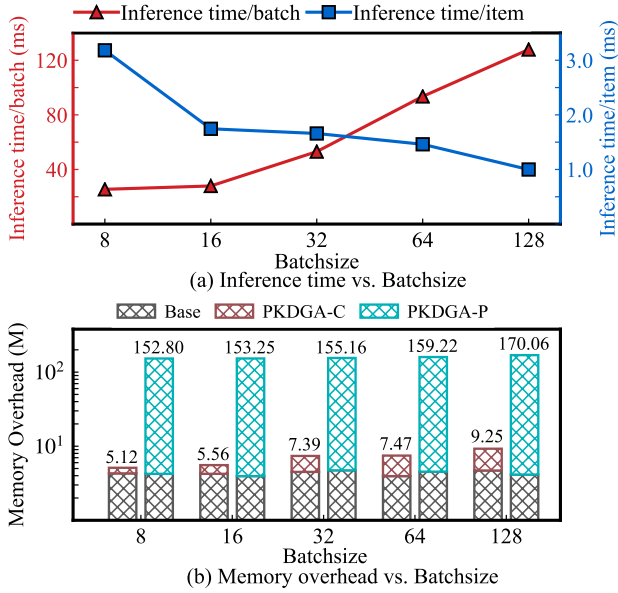 Inference time/batch Inference time/item
Inference time/batch (ms)
120
80
40
3.0
2.0
1.0
Inference time/item (ms)
8 16 32 64 128
Batchsize
(a) Inference time vs. Batchsize
Base PKDGA-C PKDGA-P
Memory Overhead (M)
10²
10¹
152.80 153.25 155.16 159.22 170.06
5.12 5.56 7.39 7.47 9.25
8 16 32 64 128
Batchsize
(b) Memory overhead vs. Batchsize